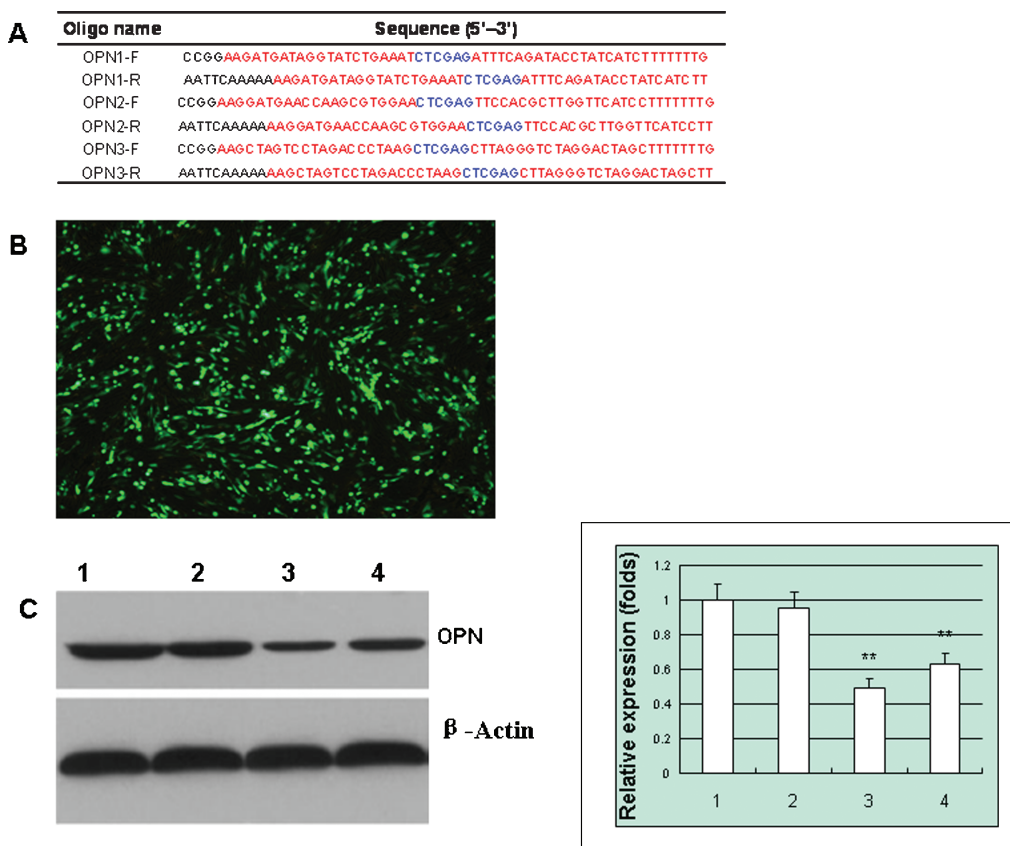 A
Oligo name Sequence (5'–3')
OPN1-F CCGGAAGATGATAGGTATCTGAAATCTCGAGATTTCAGATACCTATCATCTTTTTTTG
OPN1-R AATTCAAAAAAAGATGATAGGTATCTGAAATCTCGAGATTTCAGATACCTATCATCTT
OPN2-F CCGGAAGGATGAACCAAGCGTGGAACTCGAGTTCCACGCTTGGTTCATCCTTTTTTTG
OPN2-R AATTCAAAAAAAGGATGAACCAAGCGTGGAACTCGAGTTCCACGCTTGGTTCATCCTT
OPN3-F CCGGAAGCTAGTCCTAGACCCTAAGCTCGAGCTTAGGGTCTAGGACTAGCTTTTTTTG
OPN3-R AATTCAAAAAAAGCTAGTCCTAGACCCTAAGCTCGAGCTTAGGGTCTAGGACTAGCTT
B
C
1 2 3 4
OPN
β -Actin
Relative expression (folds)
1.2
1
0.8
0.6
0.4
0.2
0
**
**
1 2 3 4